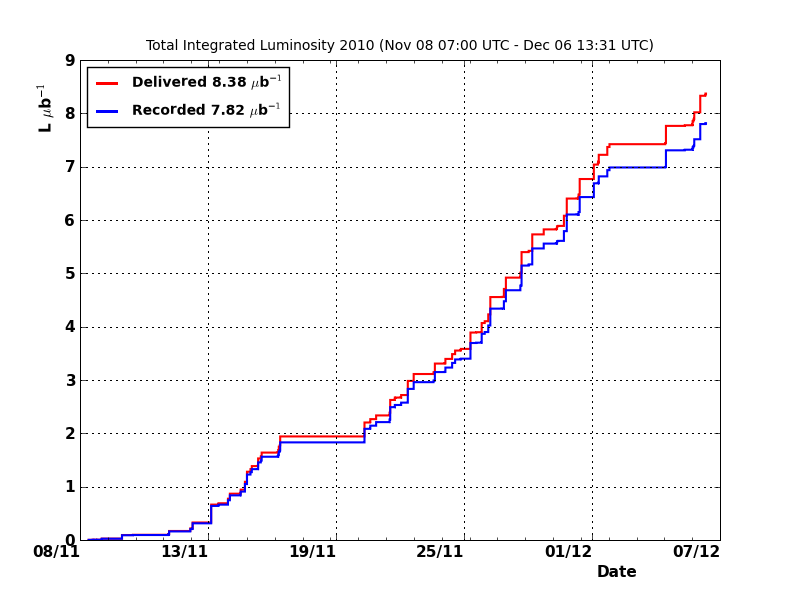 Total Integrated Luminosity 2010 (Nov 08 07:00 UTC - Dec 06 13:31 UTC)
L μb⁻¹
Delivered 8.38 μb⁻¹
Recorded 7.82 μb⁻¹
9
8
7
6
5
4
3
2
1
0
08/11 13/11 19/11 25/11 01/12 07/12
Date